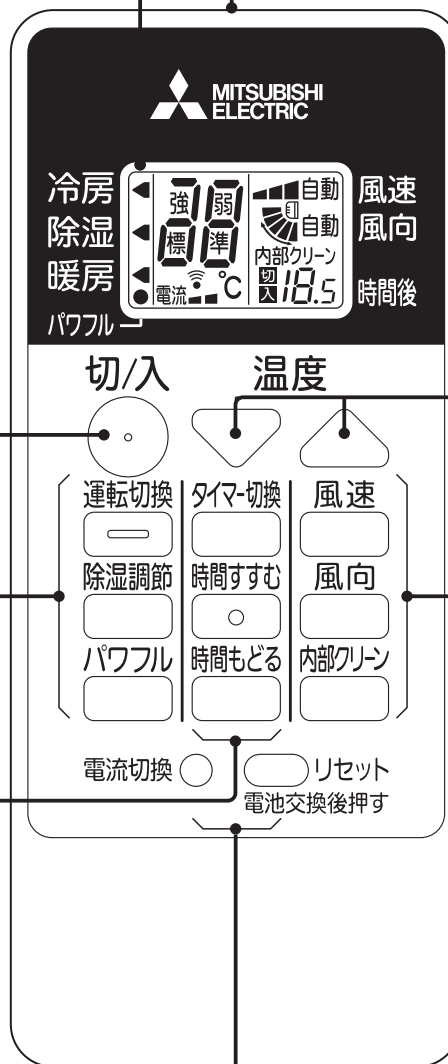 MITSUBISHI
ELECTRIC
冷房
除湿
暖房
パワフル
強 弱
標 準
88
電流
℃
自動
自動
内部クリーン
切
入
18.5
風速
風向
時間後
切/入
温度
運転切換
タイマー切換
風速
除湿調節
時間すすむ
風向
パワフル
時間もどる
内部クリーン
電流切換
リセット
電池交換後押す